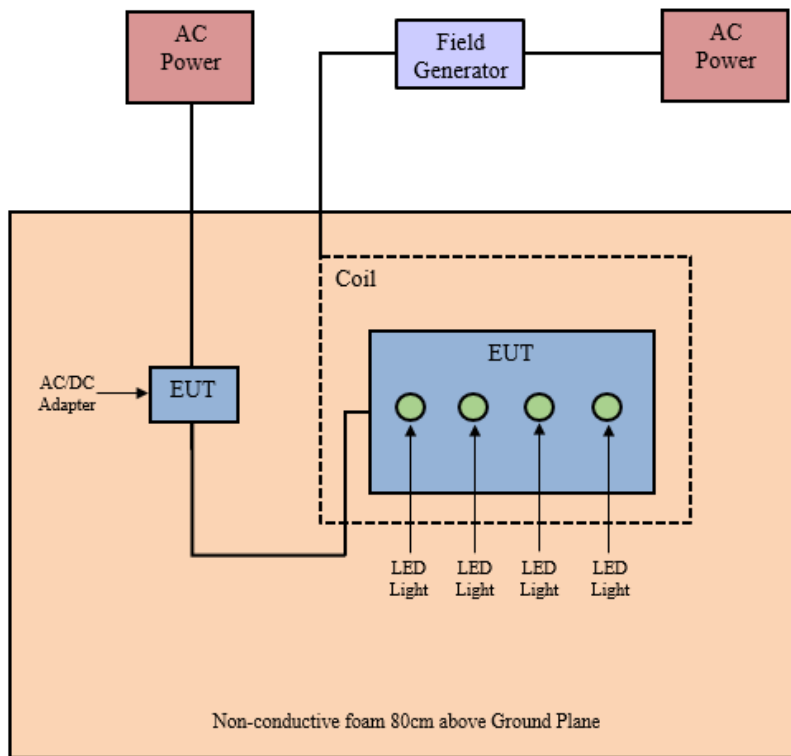 AC
Power
Field
Generator
AC
Power
Coil
EUT
AC/DC
Adapter
EUT
LED
Light
LED
Light
LED
Light
LED
Light
Non-conductive foam 80cm above Ground Plane